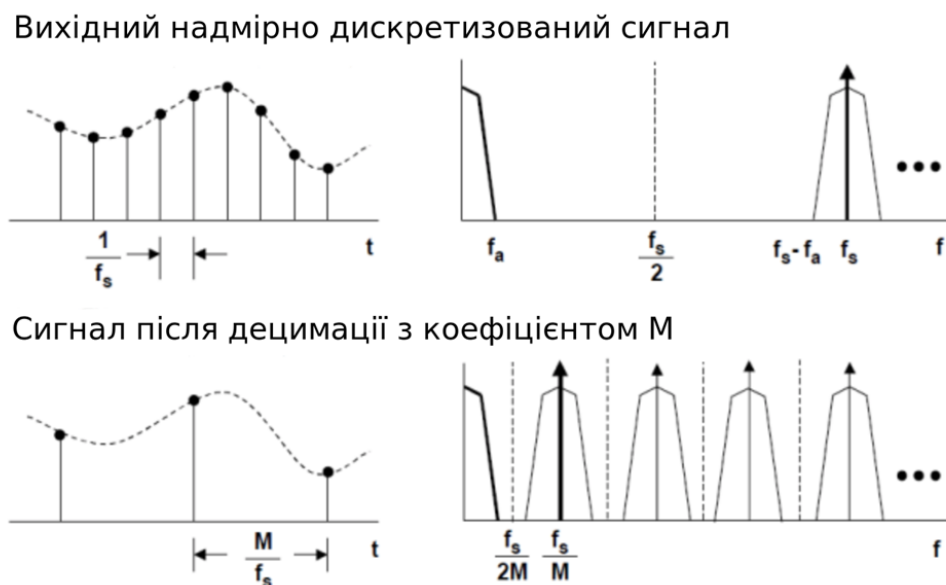 Вихідний надмірно дискретизований сигнал
1
f_s
t
f_a
f_s
2
f_s-f_a
f_s
f
Сигнал після децимації з коефіцієнтом М
M
f_s
t
f_s
2M
f_s
M
f